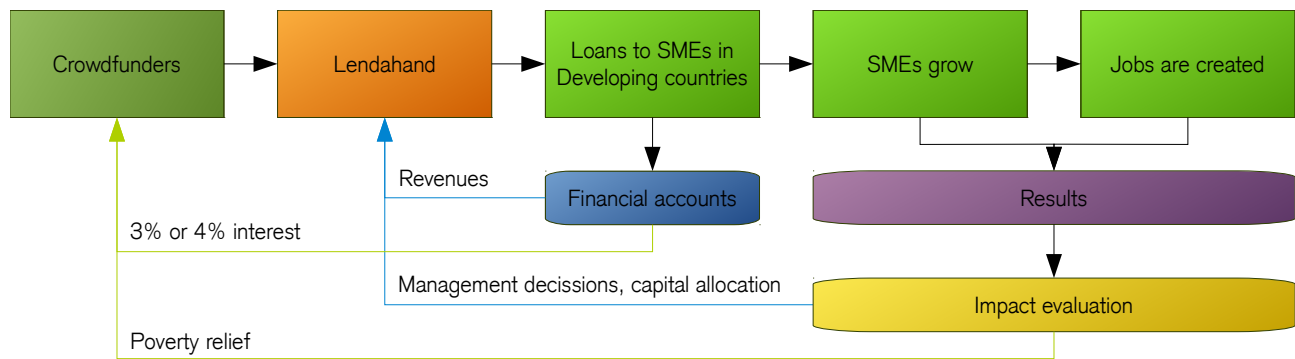 Crowdfunders
Lendahand
Loans to SMEs in
Developing countries
SMEs grow
Jobs are created
Revenues
Financial accounts
Results
3% or 4% interest
Management decissions, capital allocation
Impact evaluation
Poverty relief